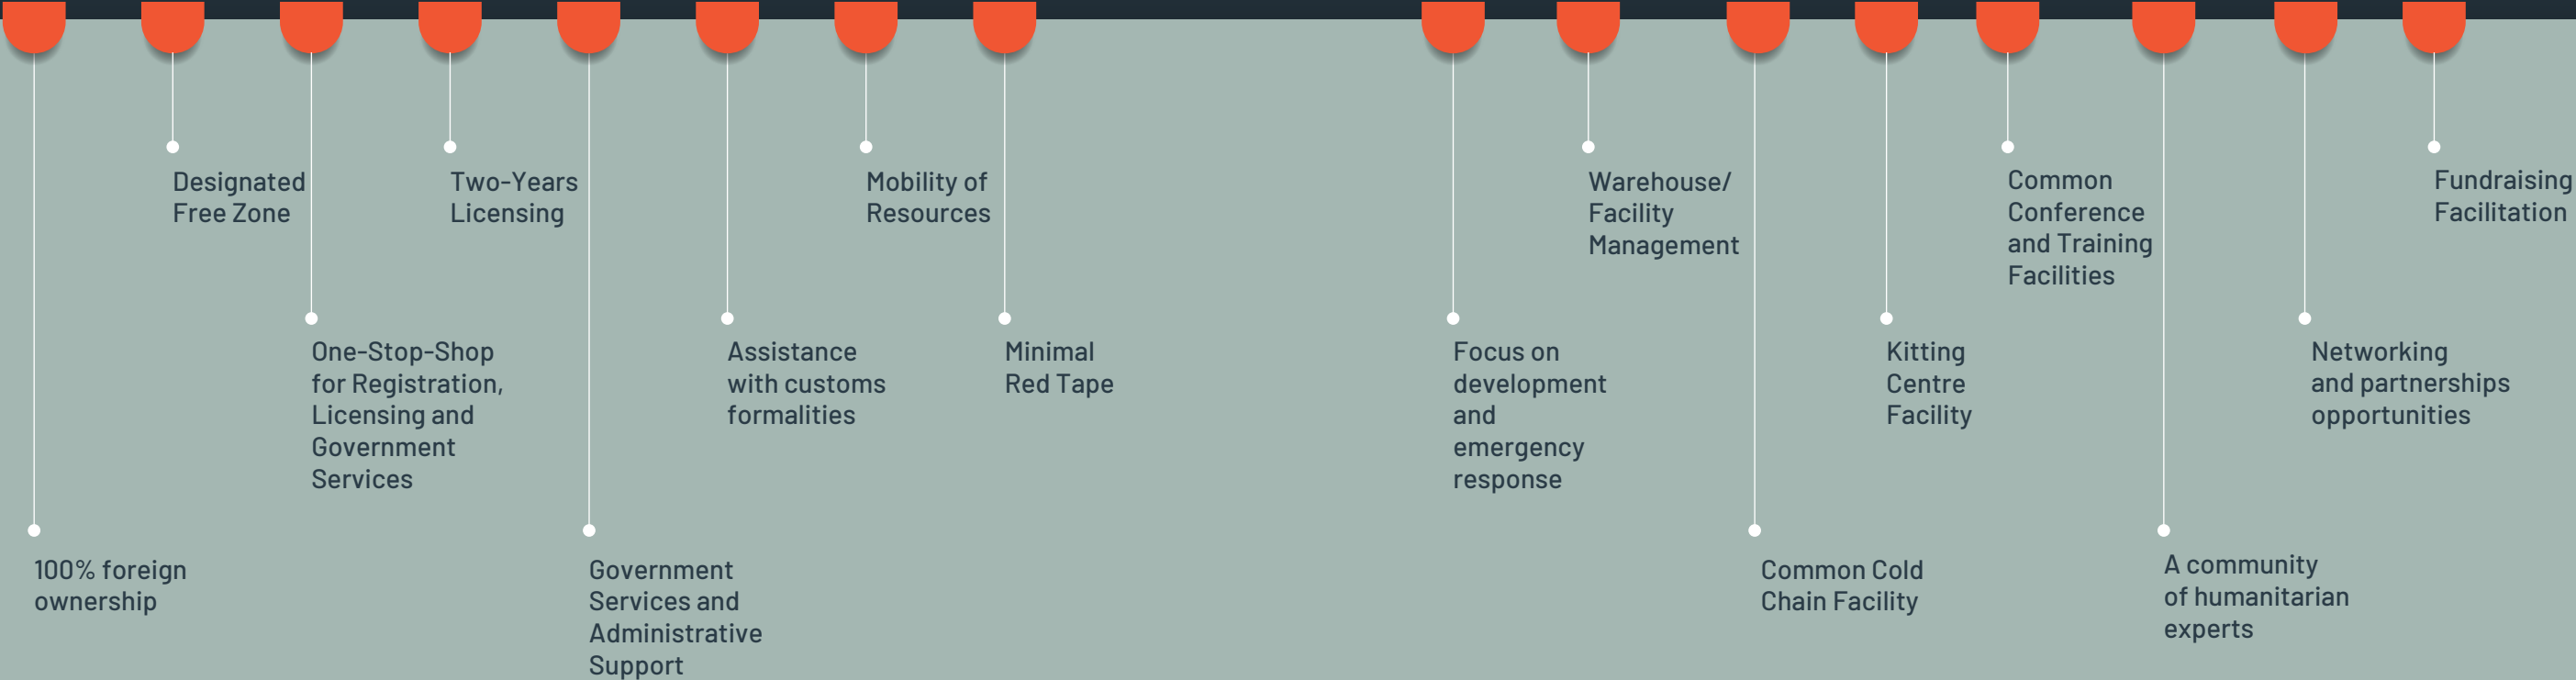 100% foreign
ownership
Designated
Free Zone
One-Stop-Shop
for Registration,
Licensing and
Government
Services
Two-Years
Licensing
Government
Services and
Administrative
Support
Assistance
with customs
formalities
Mobility of
Resources
Minimal
Red Tape
Focus on
development
and
emergency
response
Warehouse/
Facility
Management
Common Cold
Chain Facility
Kitting
Centre
Facility
Common
Conference
and Training
Facilities
A community
of humanitarian
experts
Networking
and partnerships
opportunities
Fundraising
Facilitation